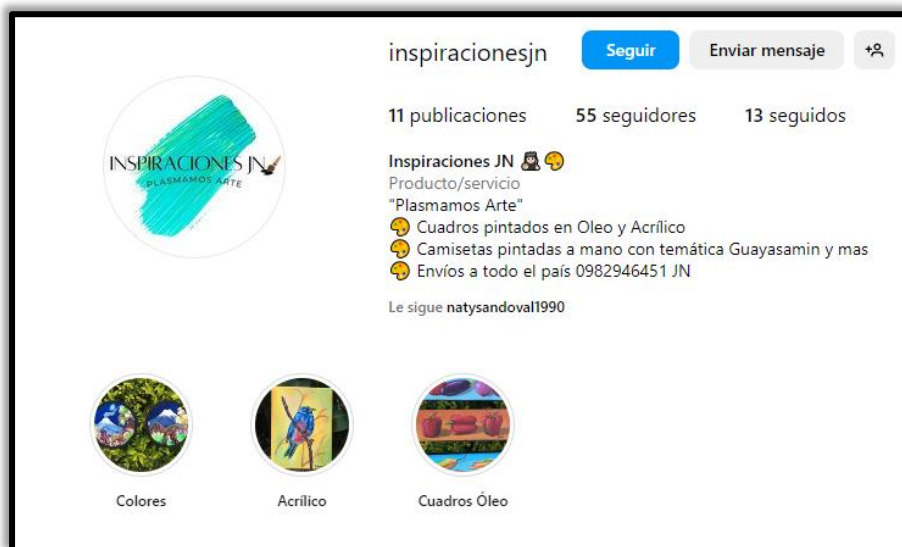 inspiracionesjn Seguir Enviar mensaje
11 publicaciones 55 seguidores 13 seguidos
INSPIRACIONES JN
PLASMAMOS ARTE
Inspiraciones JN
Producto/servicio
"Plasmamos Arte"
Cuadros pintados en Oleo y Acrílico
Camisetas pintadas a mano con temática Guayasamin y mas
Envíos a todo el país 0982946451 JN
Le sigue natysandoval1990
Colores Acrílico Cuadros Óleo